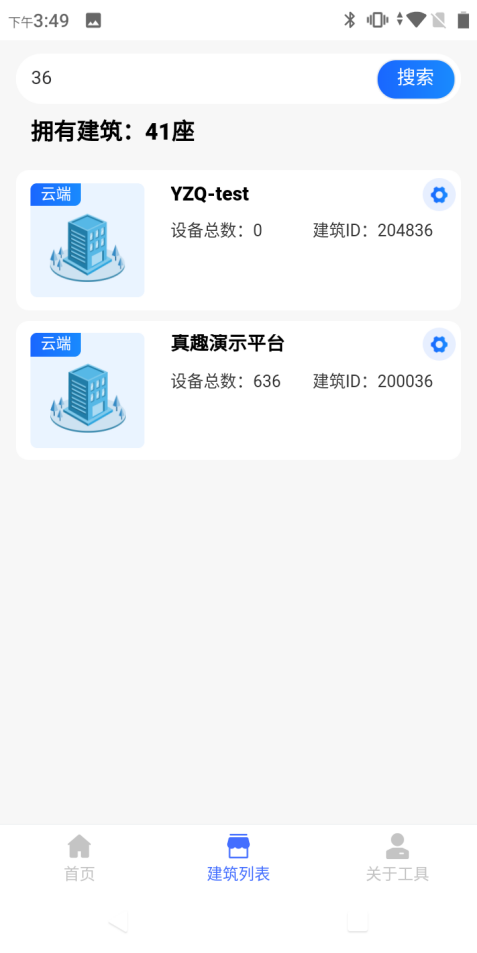 下午3:49
36
搜索
拥有建筑：41座
云端
YZQ-test
设备总数：0 建筑ID：204836
云端
真趣演示平台
设备总数：636 建筑ID：200036
首页 建筑列表 关于工具